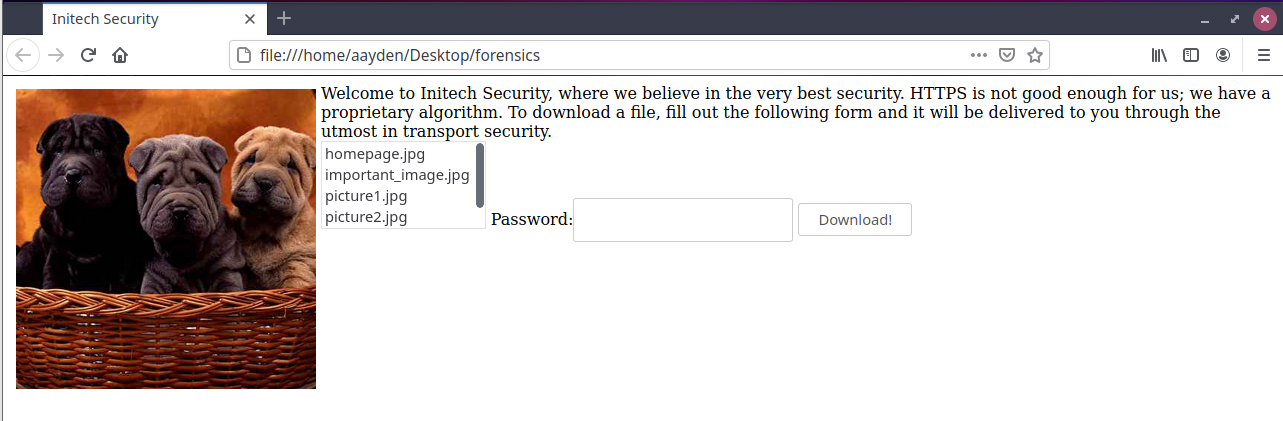 Initech Security
file:///home/aayden/Desktop/forensics
Welcome to Initech Security, where we believe in the very best security. HTTPS is not good enough for us; we have a
proprietary algorithm. To download a file, fill out the following form and it will be delivered to you through the
utmost in transport security.
homepage.jpg
important_image.jpg
picture1.jpg
picture2.jpg
Password:
Download!